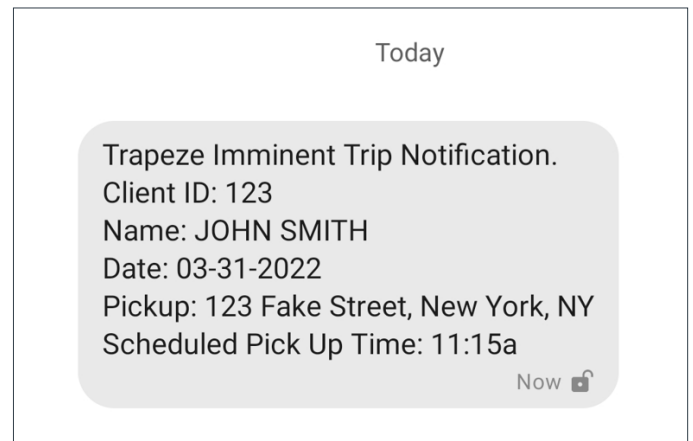 Today
Trapeze Imminent Trip Notification.
Client ID: 123
Name: JOHN SMITH
Date: 03-31-2022
Pickup: 123 Fake Street, New York, NY
Scheduled Pick Up Time: 11:15a
Now